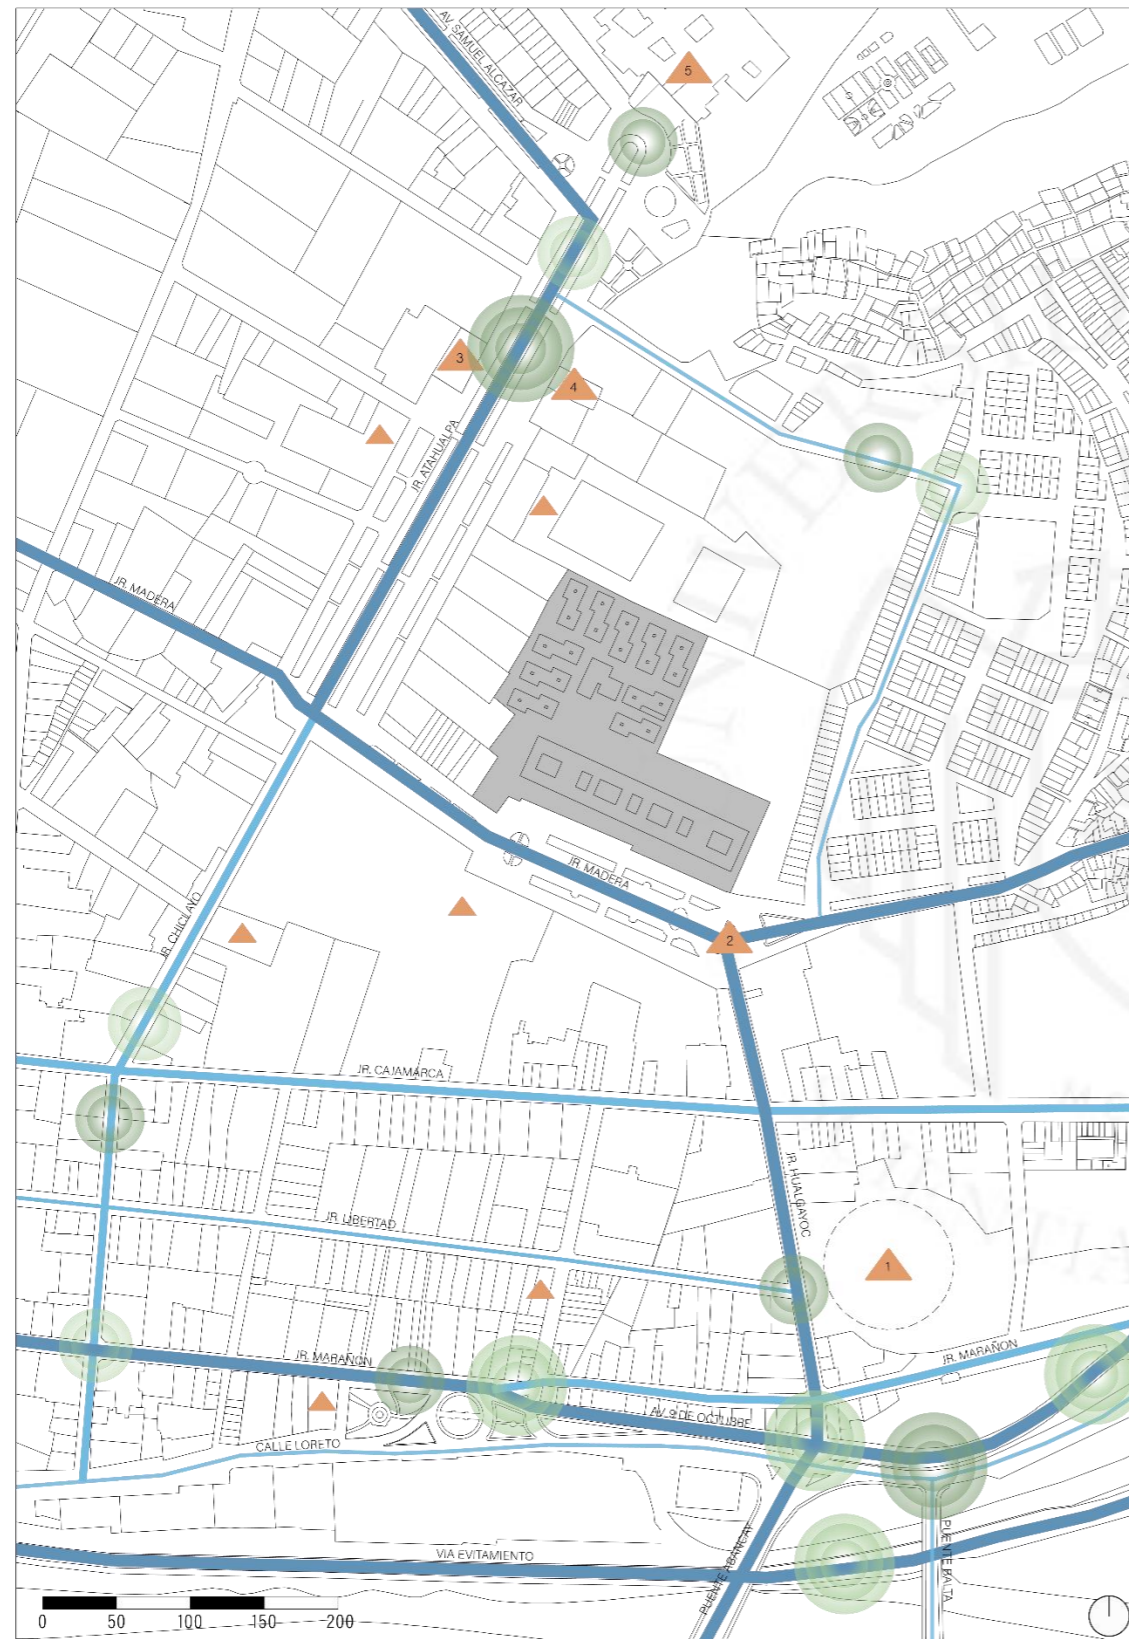 AV. SAMUEL ALCAZAR
5
3
4
JR. ATAHUALPA
JR. MADERA
JR. MADERA
JR. CHICLAYO
2
JR. CAJAMARCA
JR. HUALGAYOC
JR. LIBERTAD
1
JR. MARAÑON
JR. MARAÑON
AV. 9 DE OCTUBRE
CALLE LORETO
VIA EVITAMIENTO
PUENTE ABANCAY
PUENTE BALTA
0 50 100 150 200